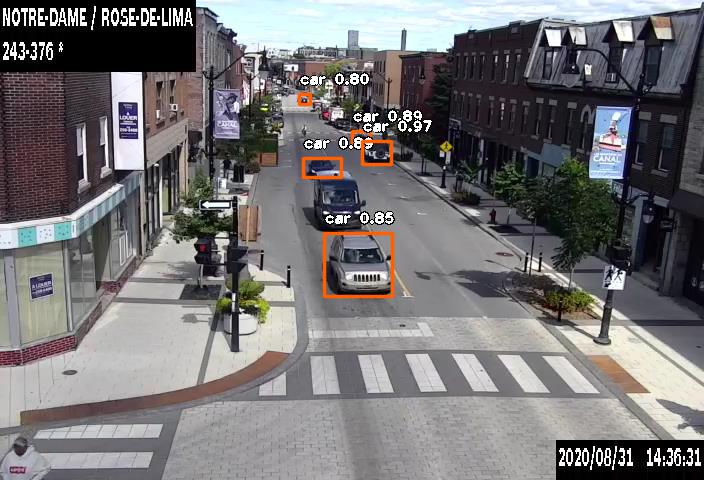 NOTRE-DAME / ROSE-DE-LIMA
243-376 *
car 0.80
car 0.89
car 0.97
car 0.89
car 0.85
À LOUER
À LOUER
CANAL
2020/08/31 14:36:31